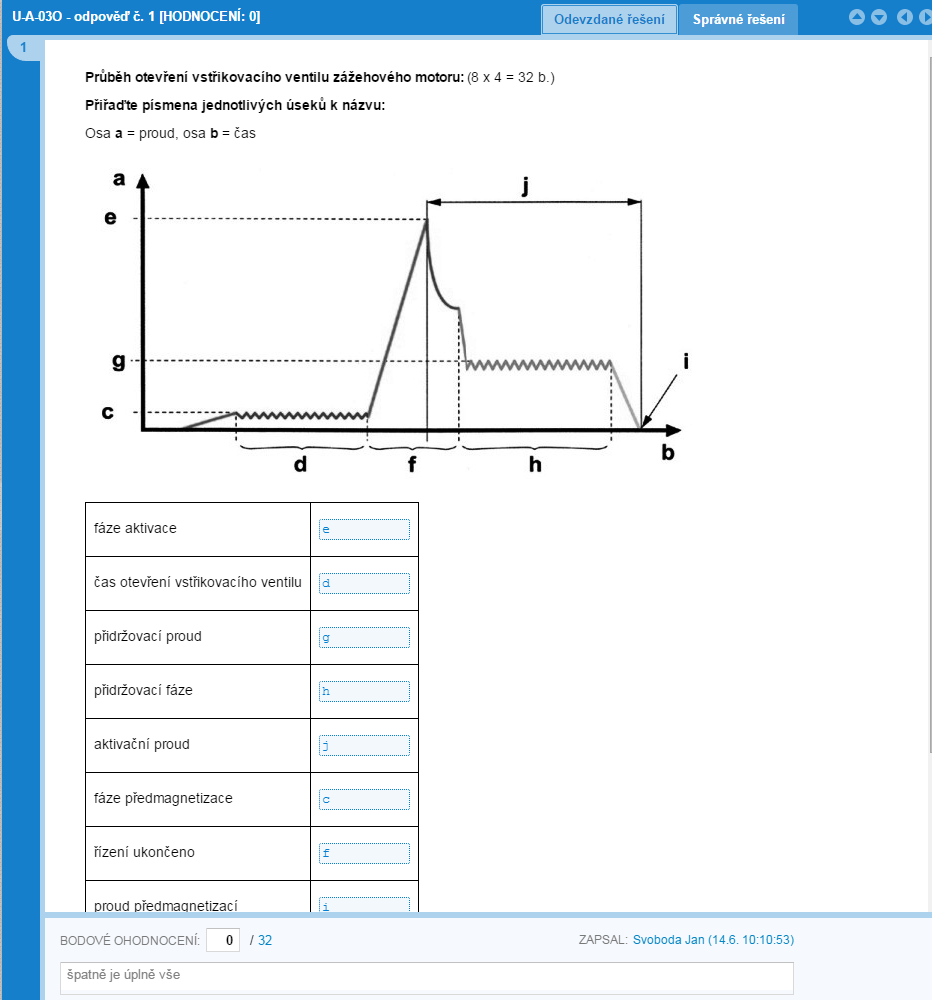 U-A-03O - odpověď č. 1 [HODNOCENÍ: 0]
Odevzdané řešení
Správné řešení
1
Průběh otevření vstřikovacího ventilu zážehového motoru: (8 x 4 = 32 b.)
Přiřaďte písmena jednotlivých úseků k názvu:
Osa a = proud, osa b = čas
a
j
e
g
i
c
d
f
h
b
fáze aktivace e
čas otevření vstřikovacího ventilu d
přidržovací proud g
přidržovací fáze h
aktivační proud j
fáze předmagnetizace c
řízení ukončeno f
proud předmagnetizací i
BODOVÉ OHODNOCENÍ: 0 / 32
ZAPSAL: Svoboda Jan (14.6. 10:10:53)
špatně je úplně vše